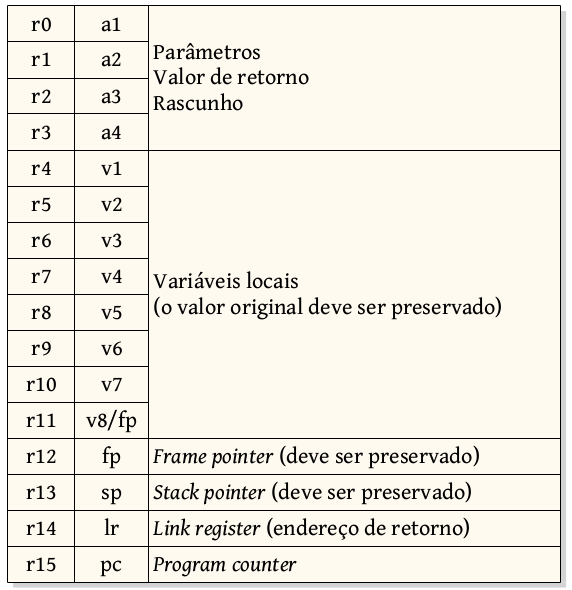 r0 a1
r1 a2
r2 a3
r3 a4
Parâmetros
Valor de retorno
Rascunho
r4 v1
r5 v2
r6 v3
r7 v4
r8 v5
r9 v6
r10 v7
r11 v8/fp
Variáveis locais
(o valor original deve ser preservado)
r12 fp Frame pointer (deve ser preservado)
r13 sp Stack pointer (deve ser preservado)
r14 lr Link register (endereço de retorno)
r15 pc Program counter